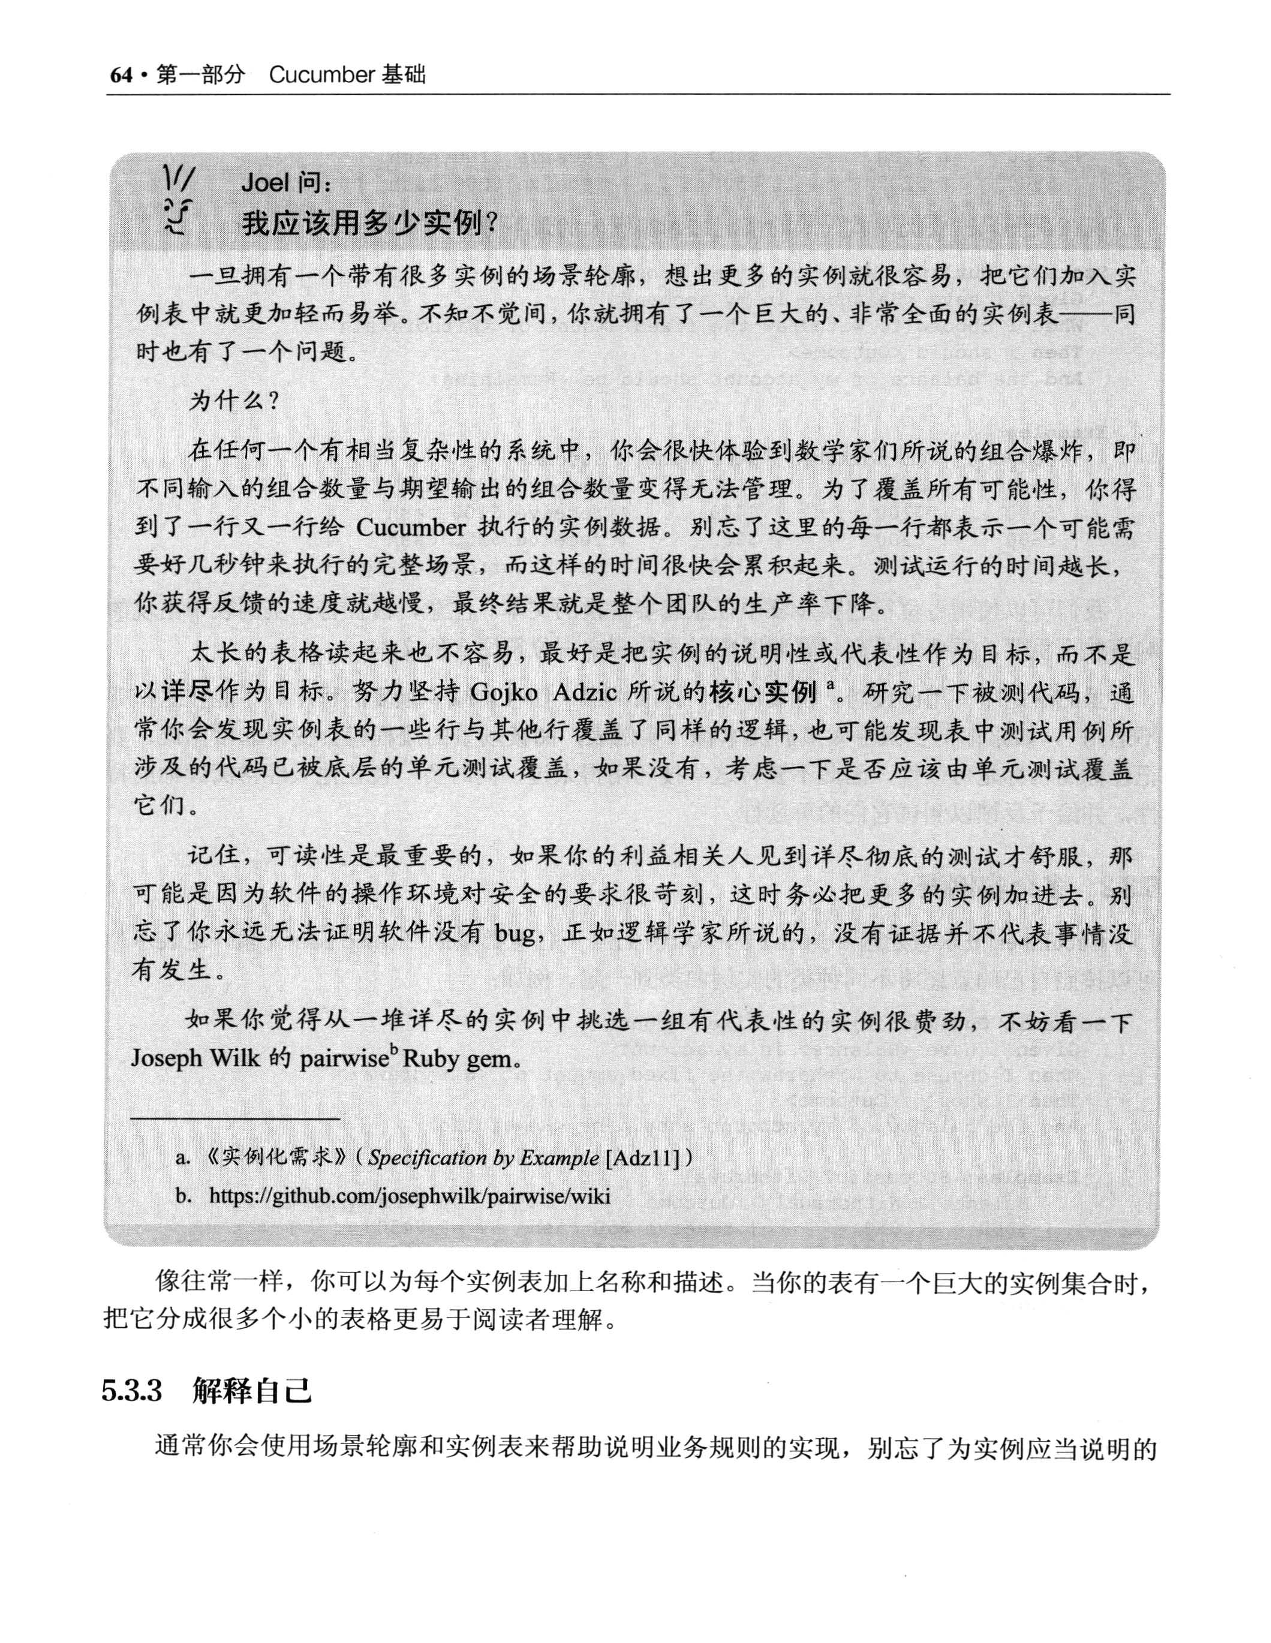 64·第一部分 Cucumber 基础
Joel 问：
我应该用多少实例？
一旦拥有一个带有很多实例的场景轮廓，想出更多的实例就很容易，把它们加入实
例表中就更加轻而易举。不知不觉间，你就拥有了一个巨大的、非常全面的实例表——同
时也有了一个问题。
为什么？
在任何一个有相当复杂性的系统中，你会很快体验到数学家们所说的组合爆炸，即
不同输入的组合数量与期望输出的组合数量变得无法管理。为了覆盖所有可能性，你得
到了一行又一行给 Cucumber 执行的实例数据。别忘了这里的每一行都表示一个可能需
要好几秒钟来执行的完整场景，而这样的时间很快会累积起来。测试运行的时间越长，
你获得反馈的速度就越慢，最终结果就是整个团队的生产率下降。
太长的表格读起来也不容易，最好是把实例的说明性或代表性作为目标，而不是
以详尽作为目标。努力坚持 Gojko Adzic 所说的核心实例 a。研究一下被测代码，通
常你会发现实例表的一些行与其他行覆盖了同样的逻辑，也可能发现表中测试用例所
涉及的代码已被底层的单元测试覆盖，如果没有，考虑一下是否应该由单元测试覆盖
它们。
记住，可读性是最重要的，如果你的利益相关人见到详尽彻底的测试才舒服，那
可能是因为软件的操作环境对安全的要求很苛刻，这时务必把更多的实例加进去。别
忘了你永远无法证明软件没有 bug，正如逻辑学家所说的，没有证据并不代表事情没
有发生。
如果你觉得从一堆详尽的实例中挑选一组有代表性的实例很费劲，不妨看一下
Joseph Wilk 的 pairwise b Ruby gem。
a. 《实例化需求》（Specification by Example [Adz11]）
b. https://github.com/josephwilk/pairwise/wiki
像往常一样，你可以为每个实例表加上名称和描述。当你的表有一个巨大的实例集合时，
把它分成很多个小的表格更易于阅读者理解。
5.3.3 解释自己
通常你会使用场景轮廓和实例表来帮助说明业务规则的实现，别忘了为实例应当说明的